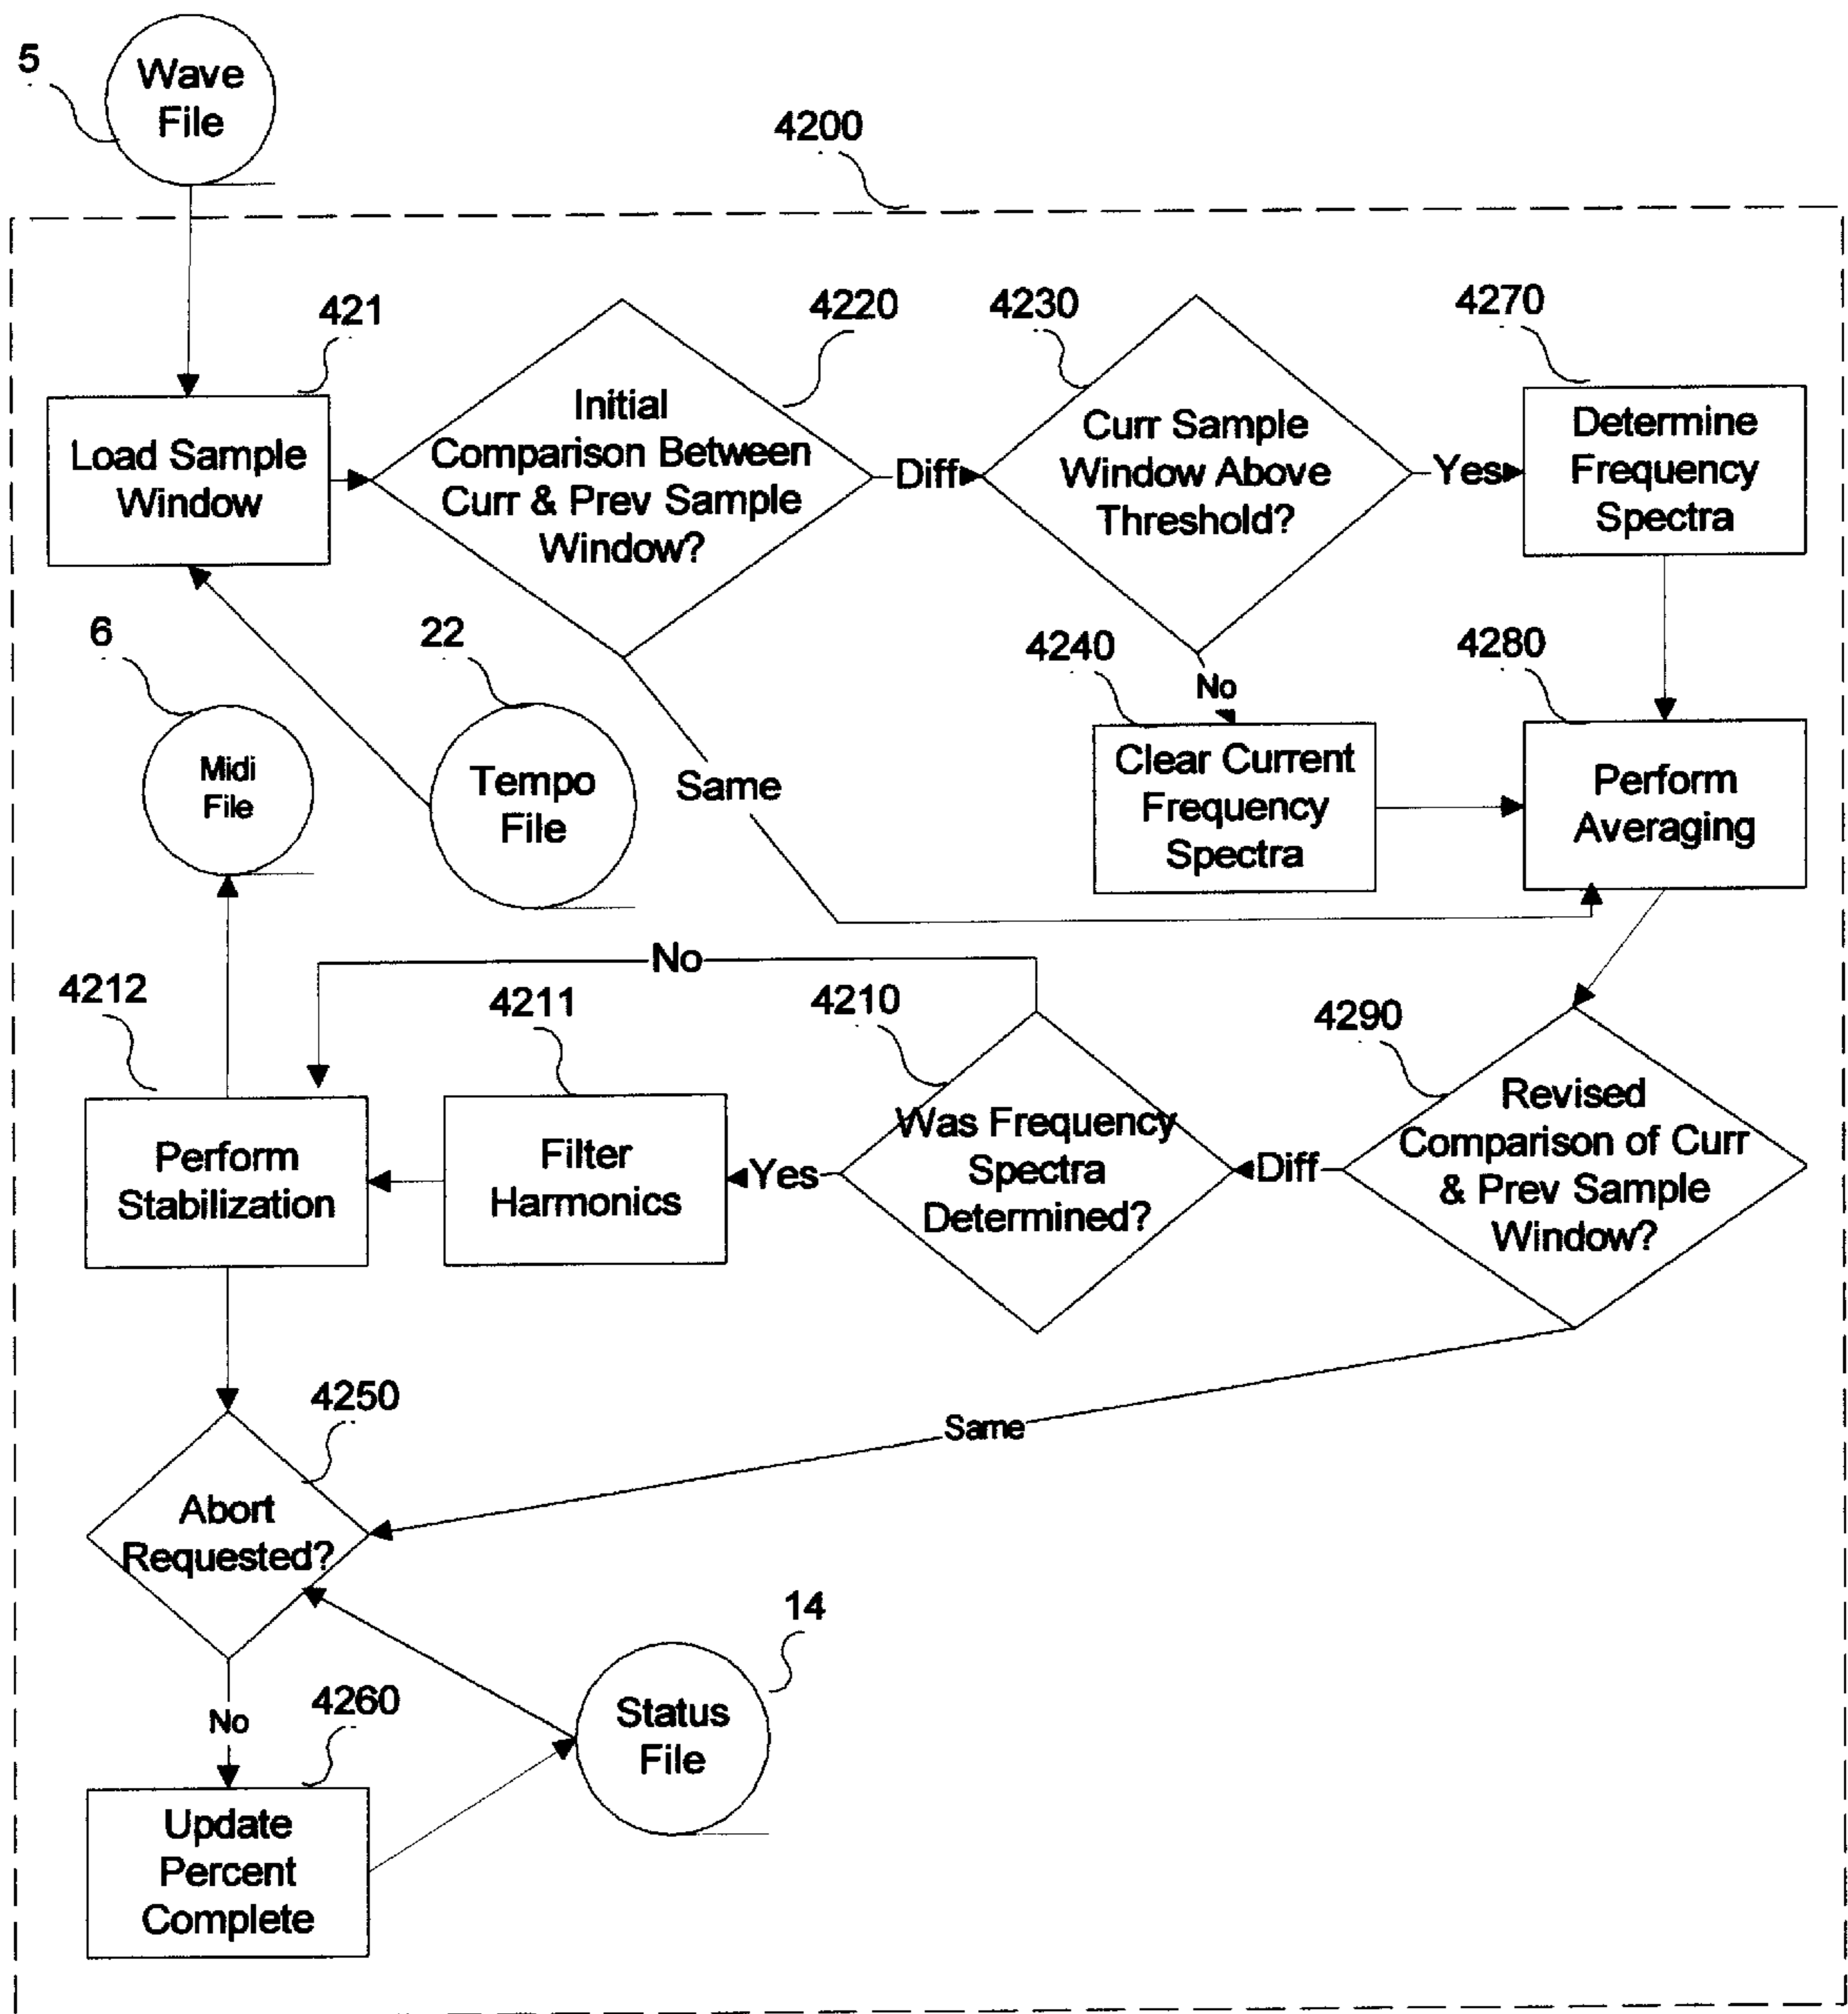 5
Wave
File
4200
421
Load Sample
Window
4220
Initial
Comparison Between
Curr & Prev Sample
Window?
Diff
4230
Curr Sample
Window Above
Threshold?
Yes
4270
Determine
Frequency
Spectra
6
Midi
File
22
Tempo
File
Same
No
4240
Clear Current
Frequency
Spectra
4280
Perform
Averaging
No
4212
Perform
Stabilization
4211
Filter
Harmonics
Yes
4210
Was Frequency
Spectra
Determined?
Diff
4290
Revised
Comparison of Curr
& Prev Sample
Window?
Same
4250
Abort
Requested?
14
Status
File
No
4260
Update
Percent
Complete